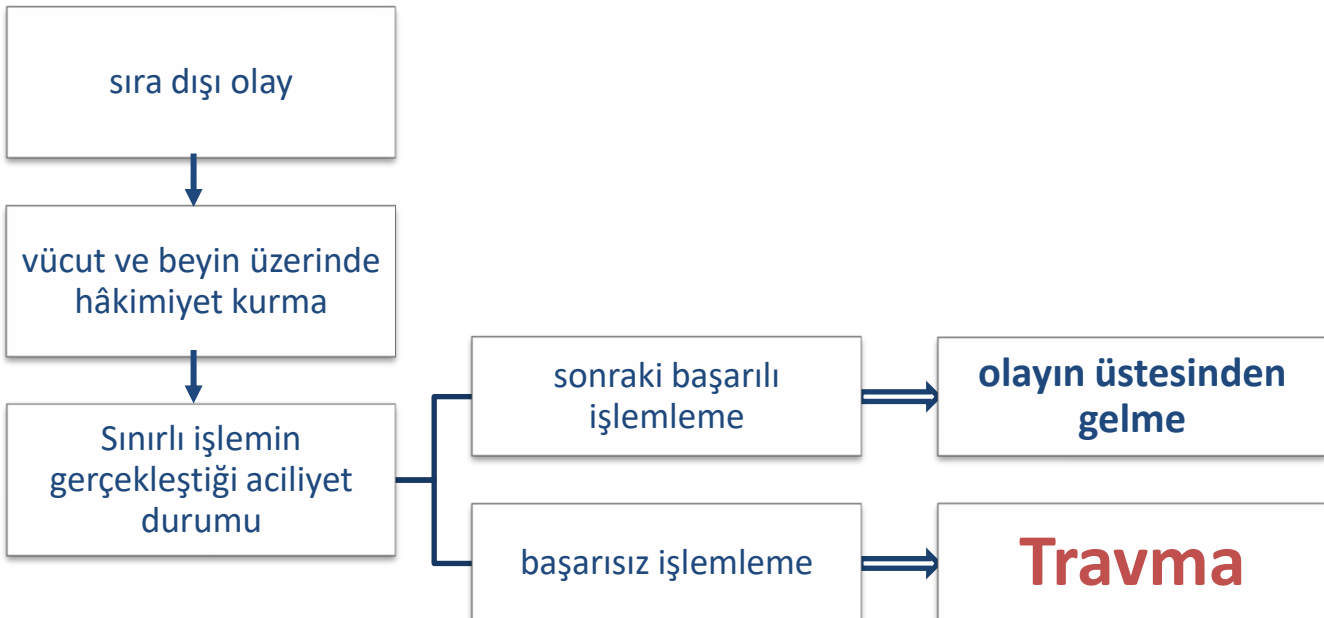 sıra dışı olay
vücut ve beyin üzerinde
hâkimiyet kurma
Sınırlı işlemin
gerçekleştiği aciliyet
durumu
sonraki başarılı
işlemleme
olayın üstesinden
gelme
başarısız işlemleme
Travma